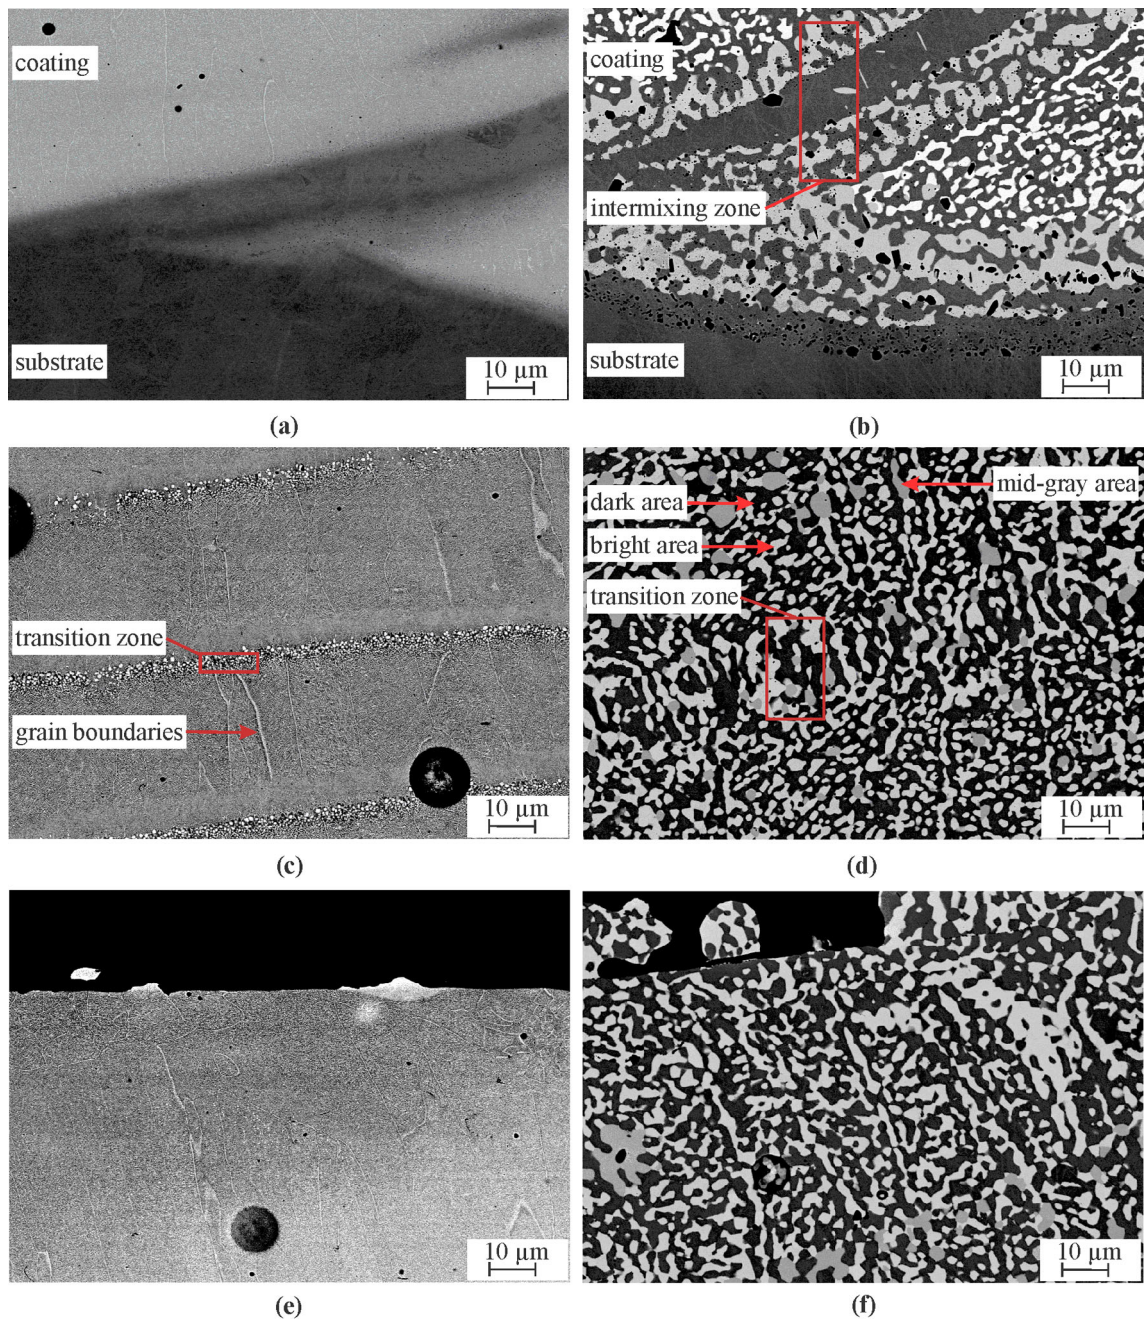 coating
substrate
10 µm
(a)
coating
intermixing zone
substrate
10 µm
(b)
transition zone
grain boundaries
10 µm
(c)
dark area
mid-gray area
bright area
transition zone
10 µm
(d)
10 µm
(e)
10 µm
(f)